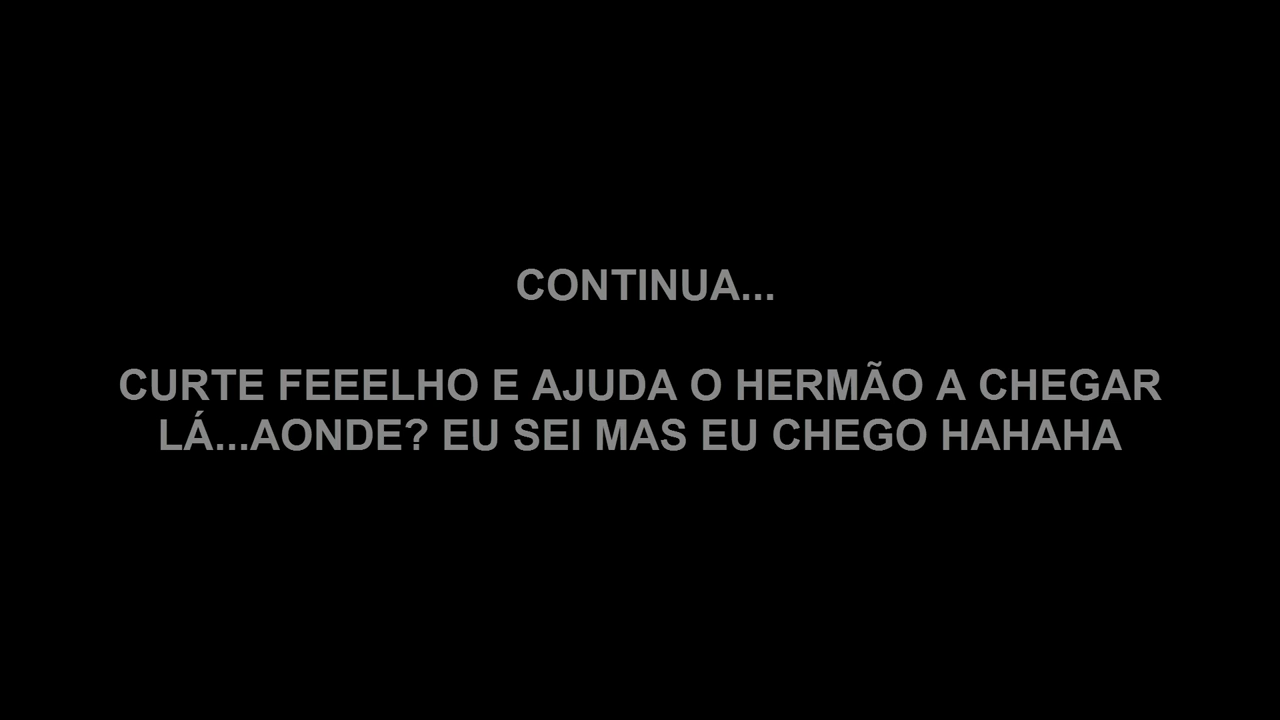 CONTINUA...
CURTE FEEELHO E AJUDA O HERMÃO A CHEGAR
LÁ...AONDE? EU SEI MAS EU CHEGO HAHAHA